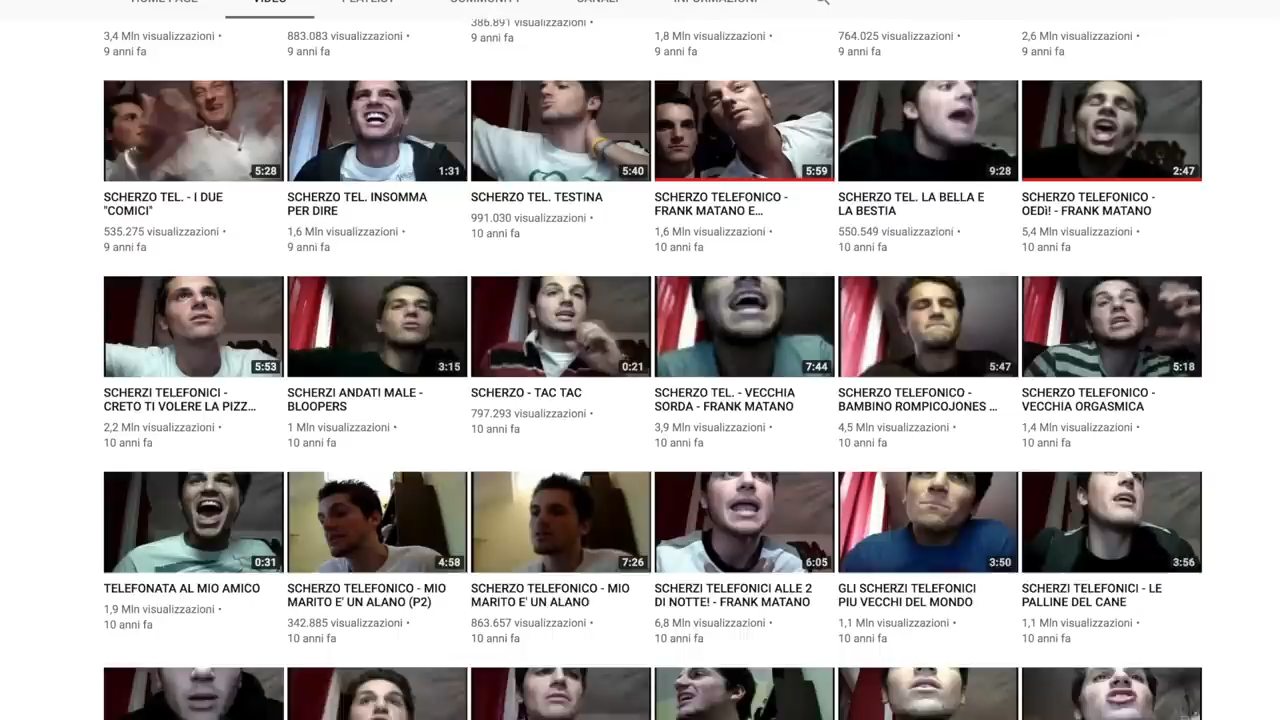 HOME PAGE VIDEO PLAYLIST COMMUNITY CANALI INFORMAZIONI
386.891 visualizzazioni
3,4 Mln visualizzazioni • 883.083 visualizzazioni • 9 anni fa 1,8 Mln visualizzazioni • 764.025 visualizzazioni • 2,6 Mln visualizzazioni •
9 anni fa 9 anni fa 9 anni fa 9 anni fa 9 anni fa
5:28 1:31 5:40 5:59 9:28 2:47
SCHERZO TEL. - I DUE
"COMICI"
535.275 visualizzazioni •
9 anni fa
SCHERZO TEL. INSOMMA
PER DIRE
1,6 Mln visualizzazioni •
9 anni fa
SCHERZO TEL. TESTINA
991.030 visualizzazioni •
10 anni fa
SCHERZO TELEFONICO -
FRANK MATANO E...
1,6 Mln visualizzazioni •
10 anni fa
SCHERZO TEL. LA BELLA E
LA BESTIA
550.549 visualizzazioni •
10 anni fa
SCHERZO TELEFONICO -
OEDì! - FRANK MATANO
5,4 Mln visualizzazioni •
10 anni fa
5:53 3:15 0:21 7:44 5:47 5:18
SCHERZI TELEFONICI -
CRETO TI VOLERE LA PIZZ...
2,2 Mln visualizzazioni •
10 anni fa
SCHERZI ANDATI MALE -
BLOOPERS
1 Mln visualizzazioni •
10 anni fa
SCHERZO - TAC TAC
797.293 visualizzazioni •
10 anni fa
SCHERZO TEL. - VECCHIA
SORDA - FRANK MATANO
3,9 Mln visualizzazioni •
10 anni fa
SCHERZO TELEFONICO -
BAMBINO ROMPICOJONES ...
4,5 Mln visualizzazioni •
10 anni fa
SCHERZO TELEFONICO -
VECCHIA ORGASMICA
1,4 Mln visualizzazioni •
10 anni fa
0:31 4:58 7:26 6:05 3:50 3:56
TELEFONATA AL MIO AMICO
1,9 Mln visualizzazioni •
10 anni fa
SCHERZO TELEFONICO - MIO
MARITO E' UN ALANO (P2)
342.885 visualizzazioni •
10 anni fa
SCHERZO TELEFONICO - MIO
MARITO E' UN ALANO
863.657 visualizzazioni •
10 anni fa
SCHERZI TELEFONICI ALLE 2
DI NOTTE! - FRANK MATANO
6,8 Mln visualizzazioni •
10 anni fa
GLI SCHERZI TELEFONICI
PIU VECCHI DEL MONDO
1,1 Mln visualizzazioni •
10 anni fa
SCHERZI TELEFONICI - LE
PALLINE DEL CANE
1,1 Mln visualizzazioni •
10 anni fa